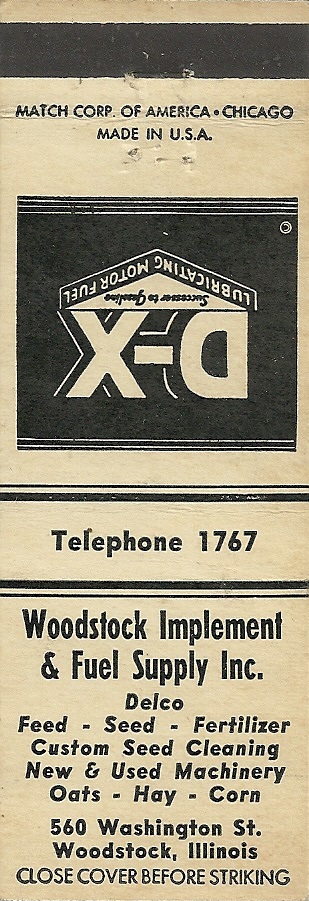 MATCH CORP. OF AMERICA • CHICAGO
MADE IN U.S.A.
©
D-X
Successor to Gasoline
LUBRICATING MOTOR FUEL
Telephone 1767
Woodstock Implement
& Fuel Supply Inc.
Delco
Feed - Seed - Fertilizer
Custom Seed Cleaning
New & Used Machinery
Oats - Hay - Corn
560 Washington St.
Woodstock, Illinois
CLOSE COVER BEFORE STRIKING